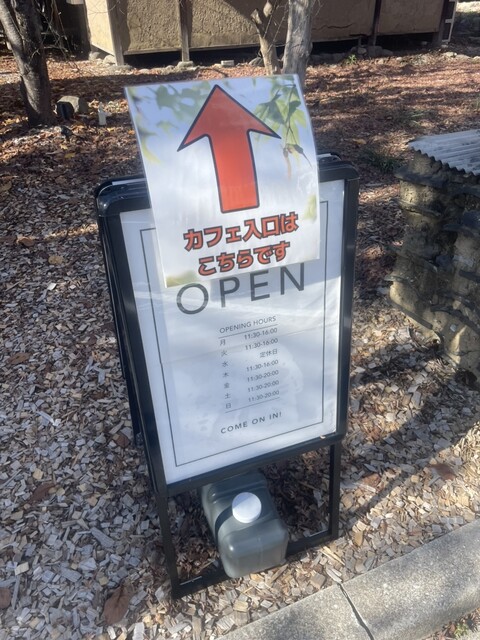 カフェ入口は
こちらです
OPEN
OPENING HOURS
月 11:30-16:00
火 11:30-16:00
水 定休日
木 11:30-16:00
金 11:30-20:00
土 11:30-20:00
日 11:30-20:00
COME ON IN!